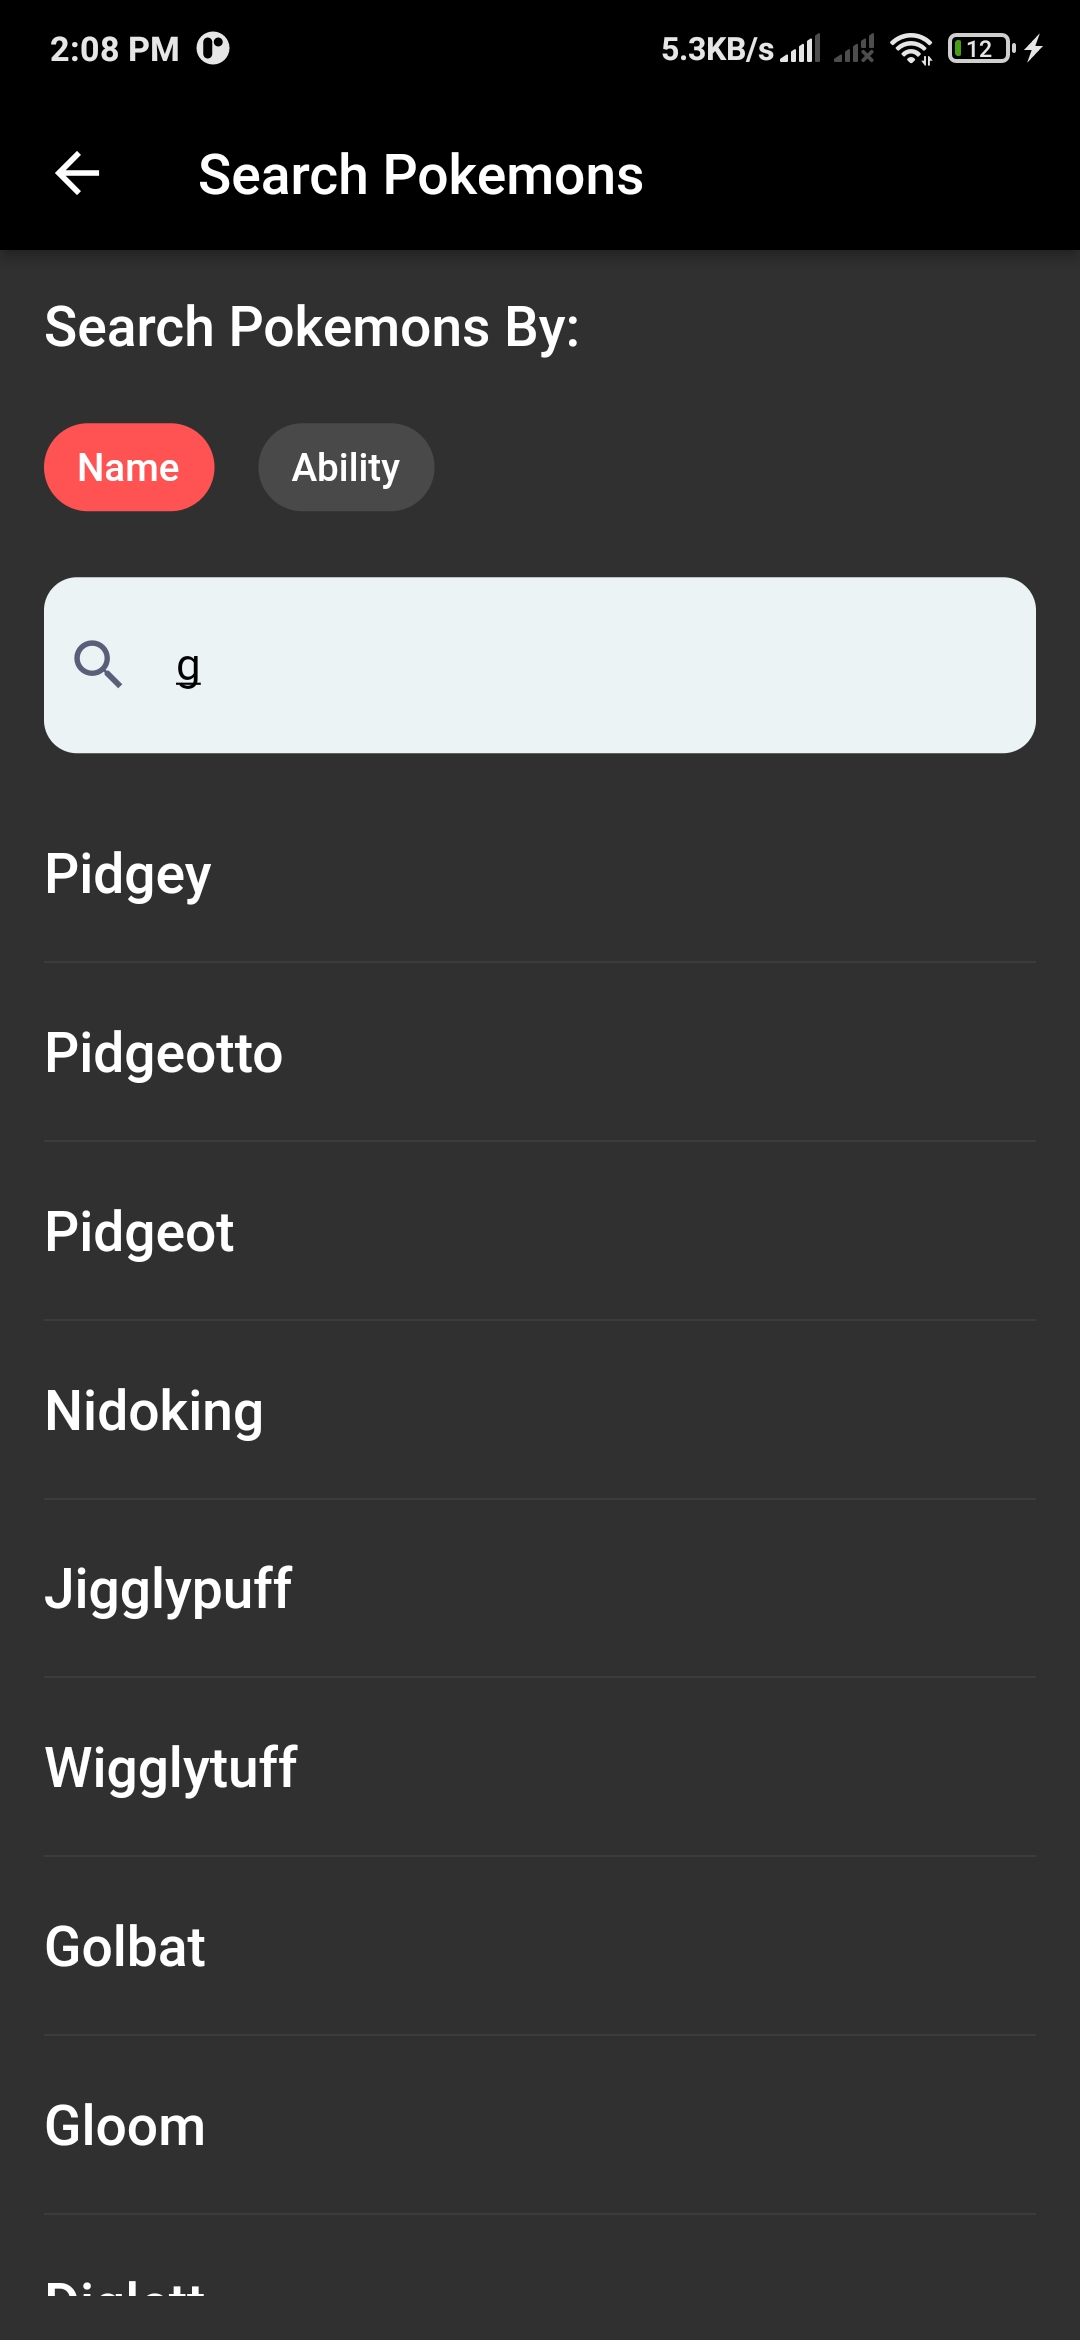 2:08 PM 5.3KB/s 12
Search Pokemons
Search Pokemons By:
Name Ability
g
Pidgey
Pidgeotto
Pidgeot
Nidoking
Jigglypuff
Wigglytuff
Golbat
Gloom
Diglett